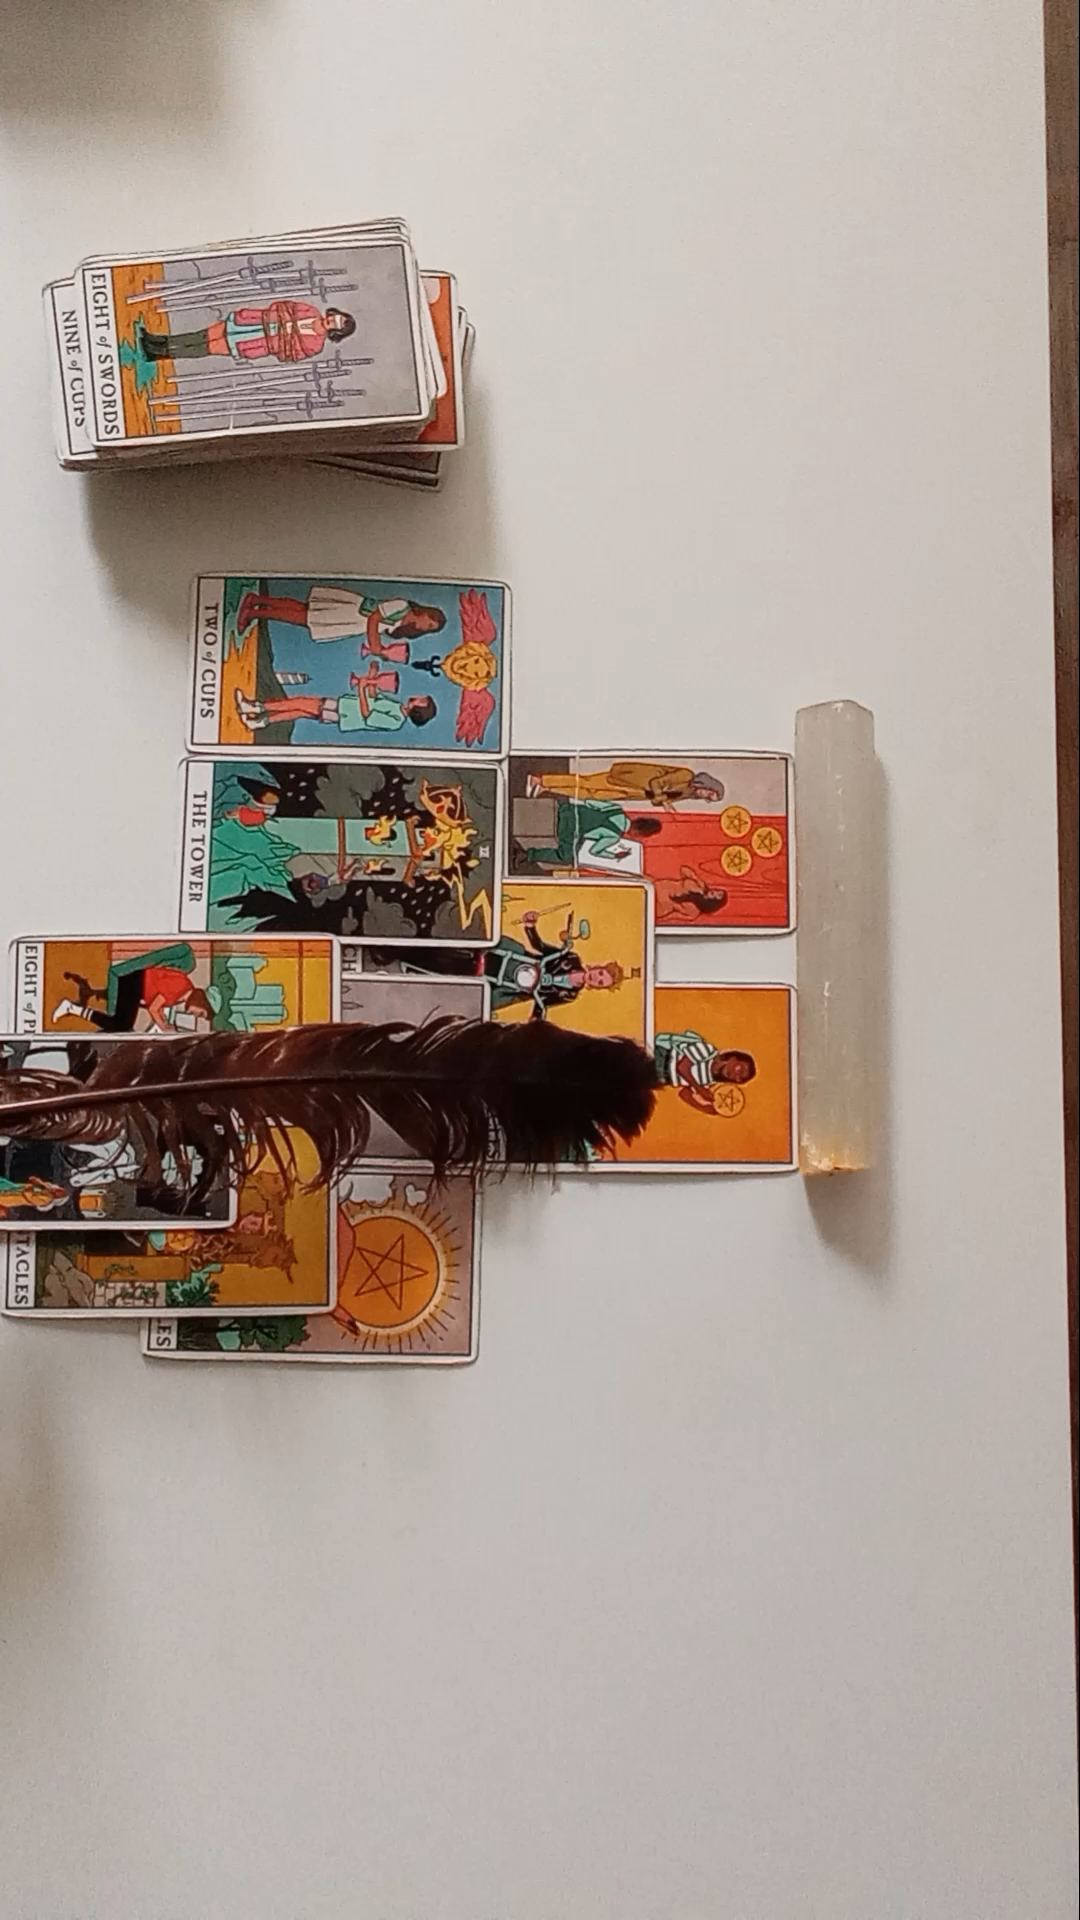 EIGHT of SWORDS
NINE of CUPS
TWO of CUPS
THE TOWER
EIGHT of
TACLES